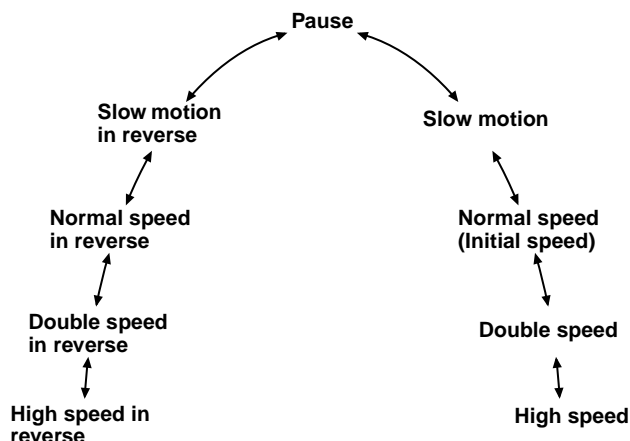 Pause
Slow motion
in reverse
Slow motion
Normal speed
in reverse
Normal speed
(Initial speed)
Double speed
in reverse
Double speed
High speed in
reverse
High speed